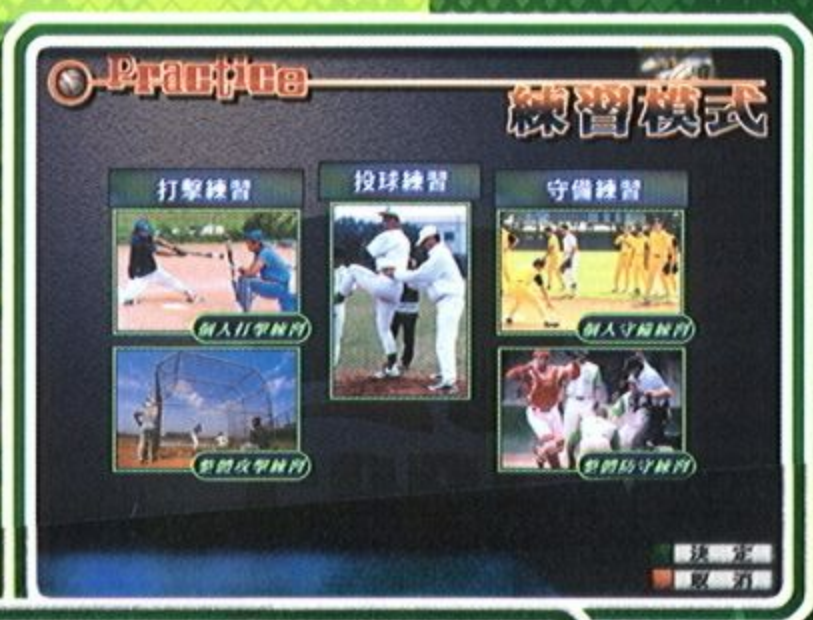 Practice
練習模式
打擊練習
投球練習
守備練習
個人打擊練習
個人守備練習
整體攻擊練習
整體防守練習
決定
取消